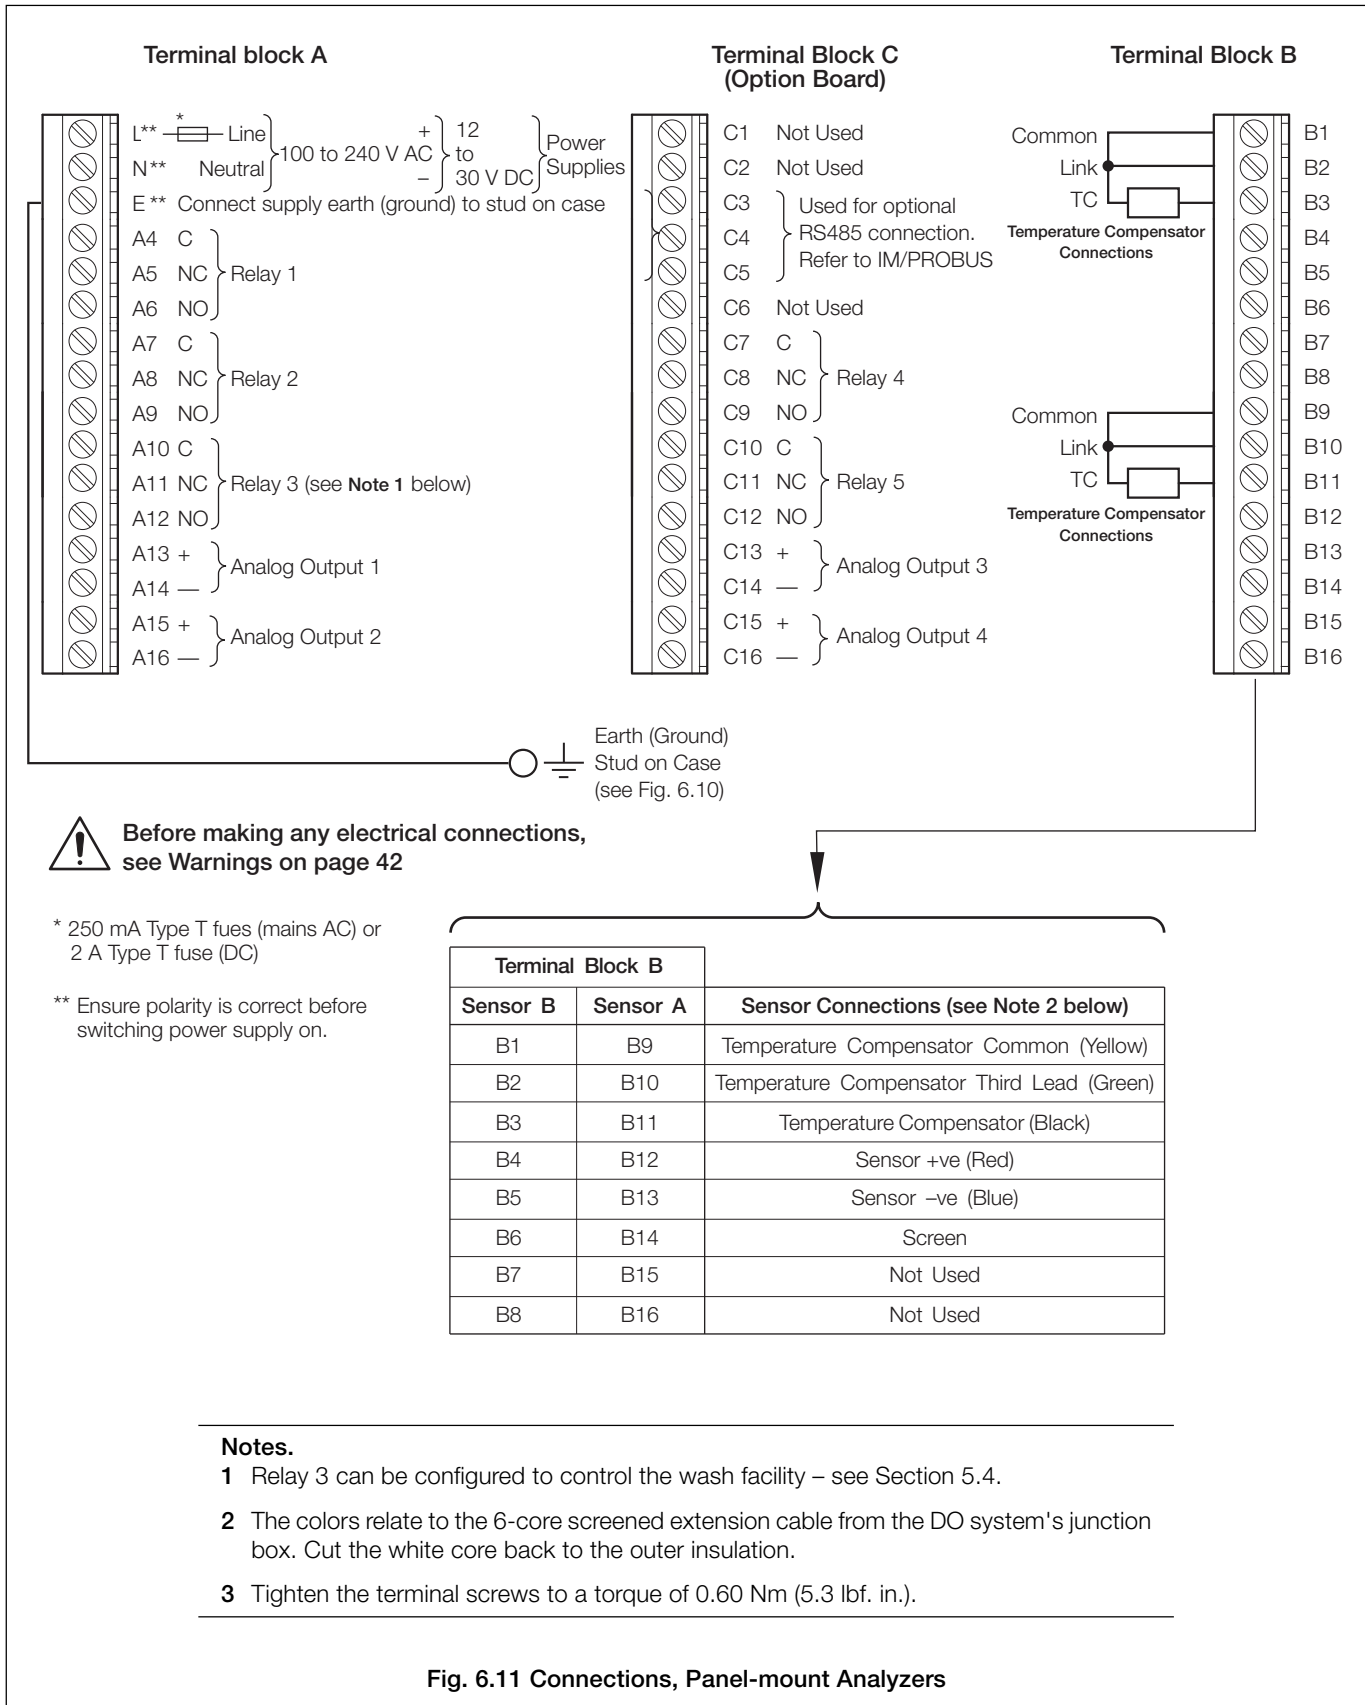 Terminal block A
L** * Line
N** Neutral
100 to 240 V AC
+
–
12
to
30 V DC
Power
Supplies
E ** Connect supply earth (ground) to stud on case
A4 C
A5 NC Relay 1
A6 NO
A7 C
A8 NC Relay 2
A9 NO
A10 C
A11 NC Relay 3 (see Note 1 below)
A12 NO
A13 +
Analog Output 1
A14 —
A15 +
Analog Output 2
A16 —
Terminal Block C
(Option Board)
C1 Not Used
C2 Not Used
C3
C4
C5
Used for optional
RS485 connection.
Refer to IM/PROBUS
C6 Not Used
C7 C
C8 NC Relay 4
C9 NO
C10 C
C11 NC Relay 5
C12 NO
C13 +
Analog Output 3
C14 —
C15 +
Analog Output 4
C16 —
Terminal Block B
Common
Link
TC
Temperature Compensator
Connections
Common
Link
TC
Temperature Compensator
Connections
B1
B2
B3
B4
B5
B6
B7
B8
B9
B10
B11
B12
B13
B14
B15
B16
Earth (Ground)
Stud on Case
(see Fig. 6.10)
Before making any electrical connections,
see Warnings on page 42
* 250 mA Type T fues (mains AC) or
2 A Type T fuse (DC)
** Ensure polarity is correct before
switching power supply on.
Terminal Block B
Sensor B Sensor A Sensor Connections (see Note 2 below)
B1 B9 Temperature Compensator Common (Yellow)
B2 B10 Temperature Compensator Third Lead (Green)
B3 B11 Temperature Compensator (Black)
B4 B12 Sensor +ve (Red)
B5 B13 Sensor –ve (Blue)
B6 B14 Screen
B7 B15 Not Used
B8 B16 Not Used
Notes.
1 Relay 3 can be configured to control the wash facility – see Section 5.4.
2 The colors relate to the 6-core screened extension cable from the DO system's junction
box. Cut the white core back to the outer insulation.
3 Tighten the terminal screws to a torque of 0.60 Nm (5.3 lbf. in.).
Fig. 6.11 Connections, Panel-mount Analyzers